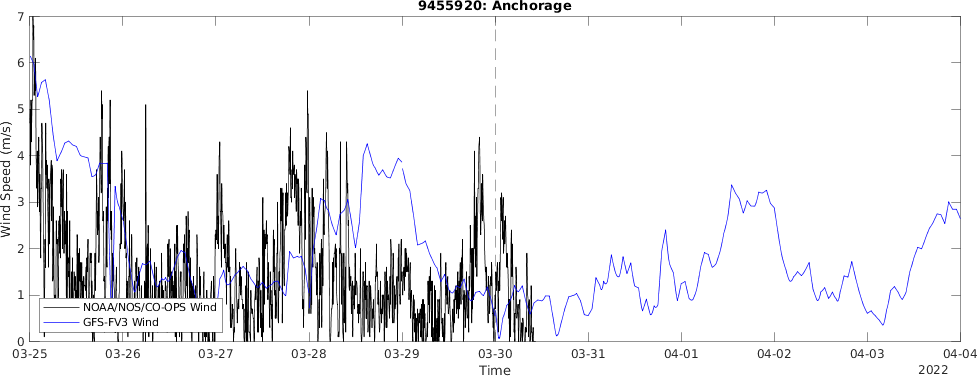 9455920: Anchorage
7
6
5
4
3
2
1
0
Wind Speed (m/s)
NOAA/NOS/CO-OPS Wind
GFS-FV3 Wind
03-25 03-26 03-27 03-28 03-29 03-30 03-31 04-01 04-02 04-03 04-04
Time
2022